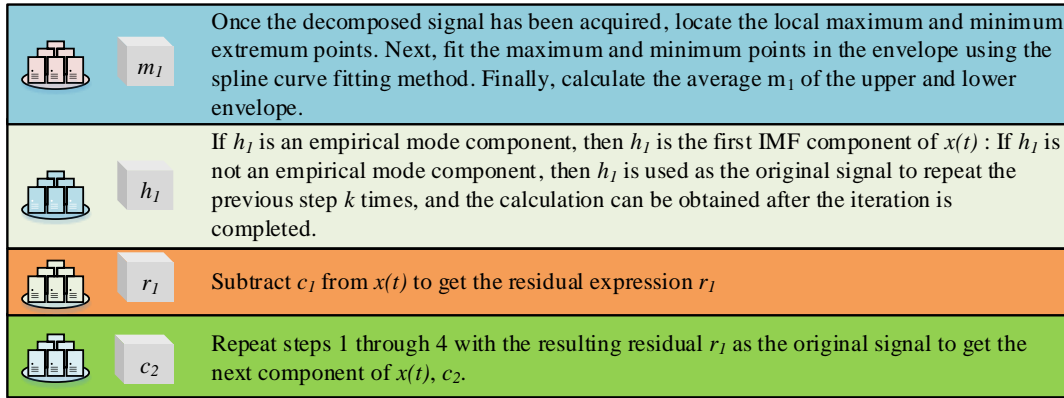 m₁
Once the decomposed signal has been acquired, locate the local maximum and minimum
extremum points. Next, fit the maximum and minimum points in the envelope using the
spline curve fitting method. Finally, calculate the average m₁ of the upper and lower
envelope.
h₁
If h₁ is an empirical mode component, then h₁ is the first IMF component of x(t) : If h₁ is
not an empirical mode component, then h₁ is used as the original signal to repeat the
previous step k times, and the calculation can be obtained after the iteration is
completed.
r₁
Subtract c₁ from x(t) to get the residual expression r₁
c₂
Repeat steps 1 through 4 with the resulting residual r₁ as the original signal to get the
next component of x(t), c₂.